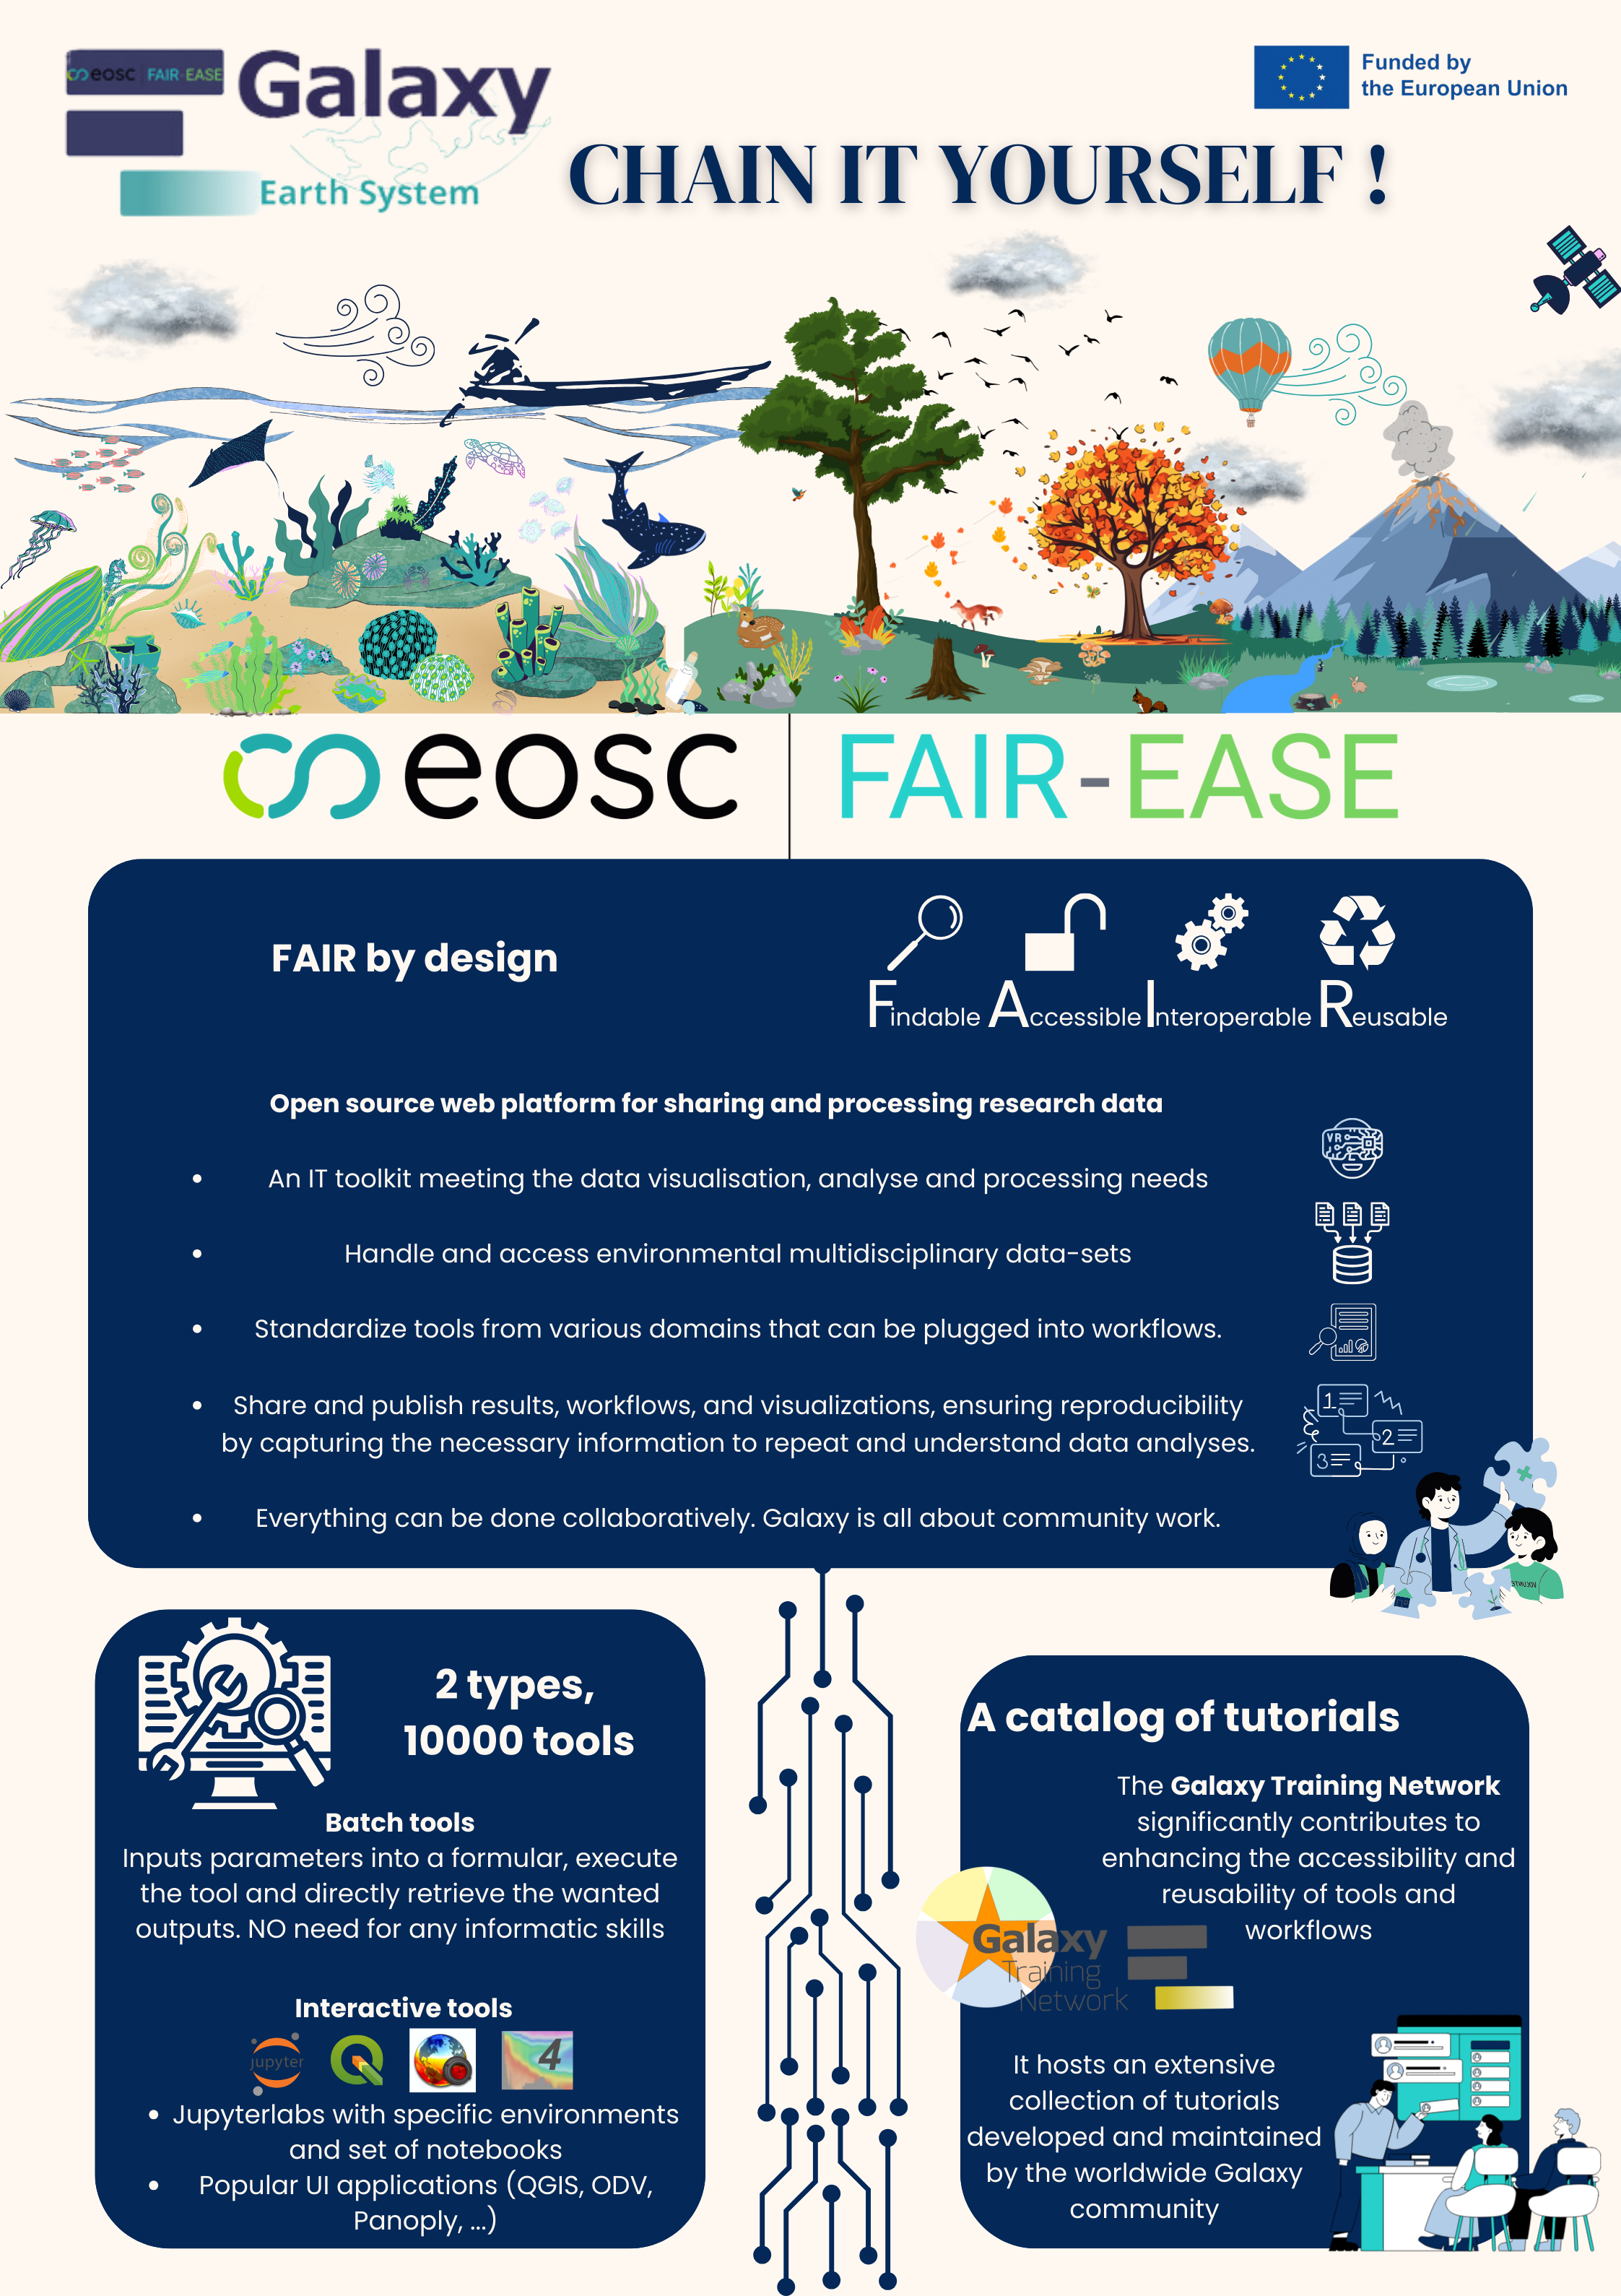 eosc FAIR-EASE
Galaxy
Earth System
Funded by
the European Union
CHAIN IT YOURSELF !
eosc
FAIR-EASE
FAIR by design
Findable Accessible Interoperable Reusable
Open source web platform for sharing and processing research data
VR
• An IT toolkit meeting the data visualisation, analyse and processing needs
• Handle and access environmental multidisciplinary data-sets
• Standardize tools from various domains that can be plugged into workflows.
• Share and publish results, workflows, and visualizations, ensuring reproducibility
by capturing the necessary information to repeat and understand data analyses.
1
2
3
• Everything can be done collaboratively. Galaxy is all about community work.
2 types,
10000 tools
Batch tools
Inputs parameters into a formular, execute
the tool and directly retrieve the wanted
outputs. NO need for any informatic skills
Interactive tools
jupyter
4
• Jupyterlabs with specific environments
and set of notebooks
• Popular UI applications (QGIS, ODV,
Panoply, ...)
A catalog of tutorials
The Galaxy Training Network
significantly contributes to
enhancing the accessibility and
reusability of tools and
workflows
Galaxy
Training
Network
It hosts an extensive
collection of tutorials
developed and maintained
by the worldwide Galaxy
community